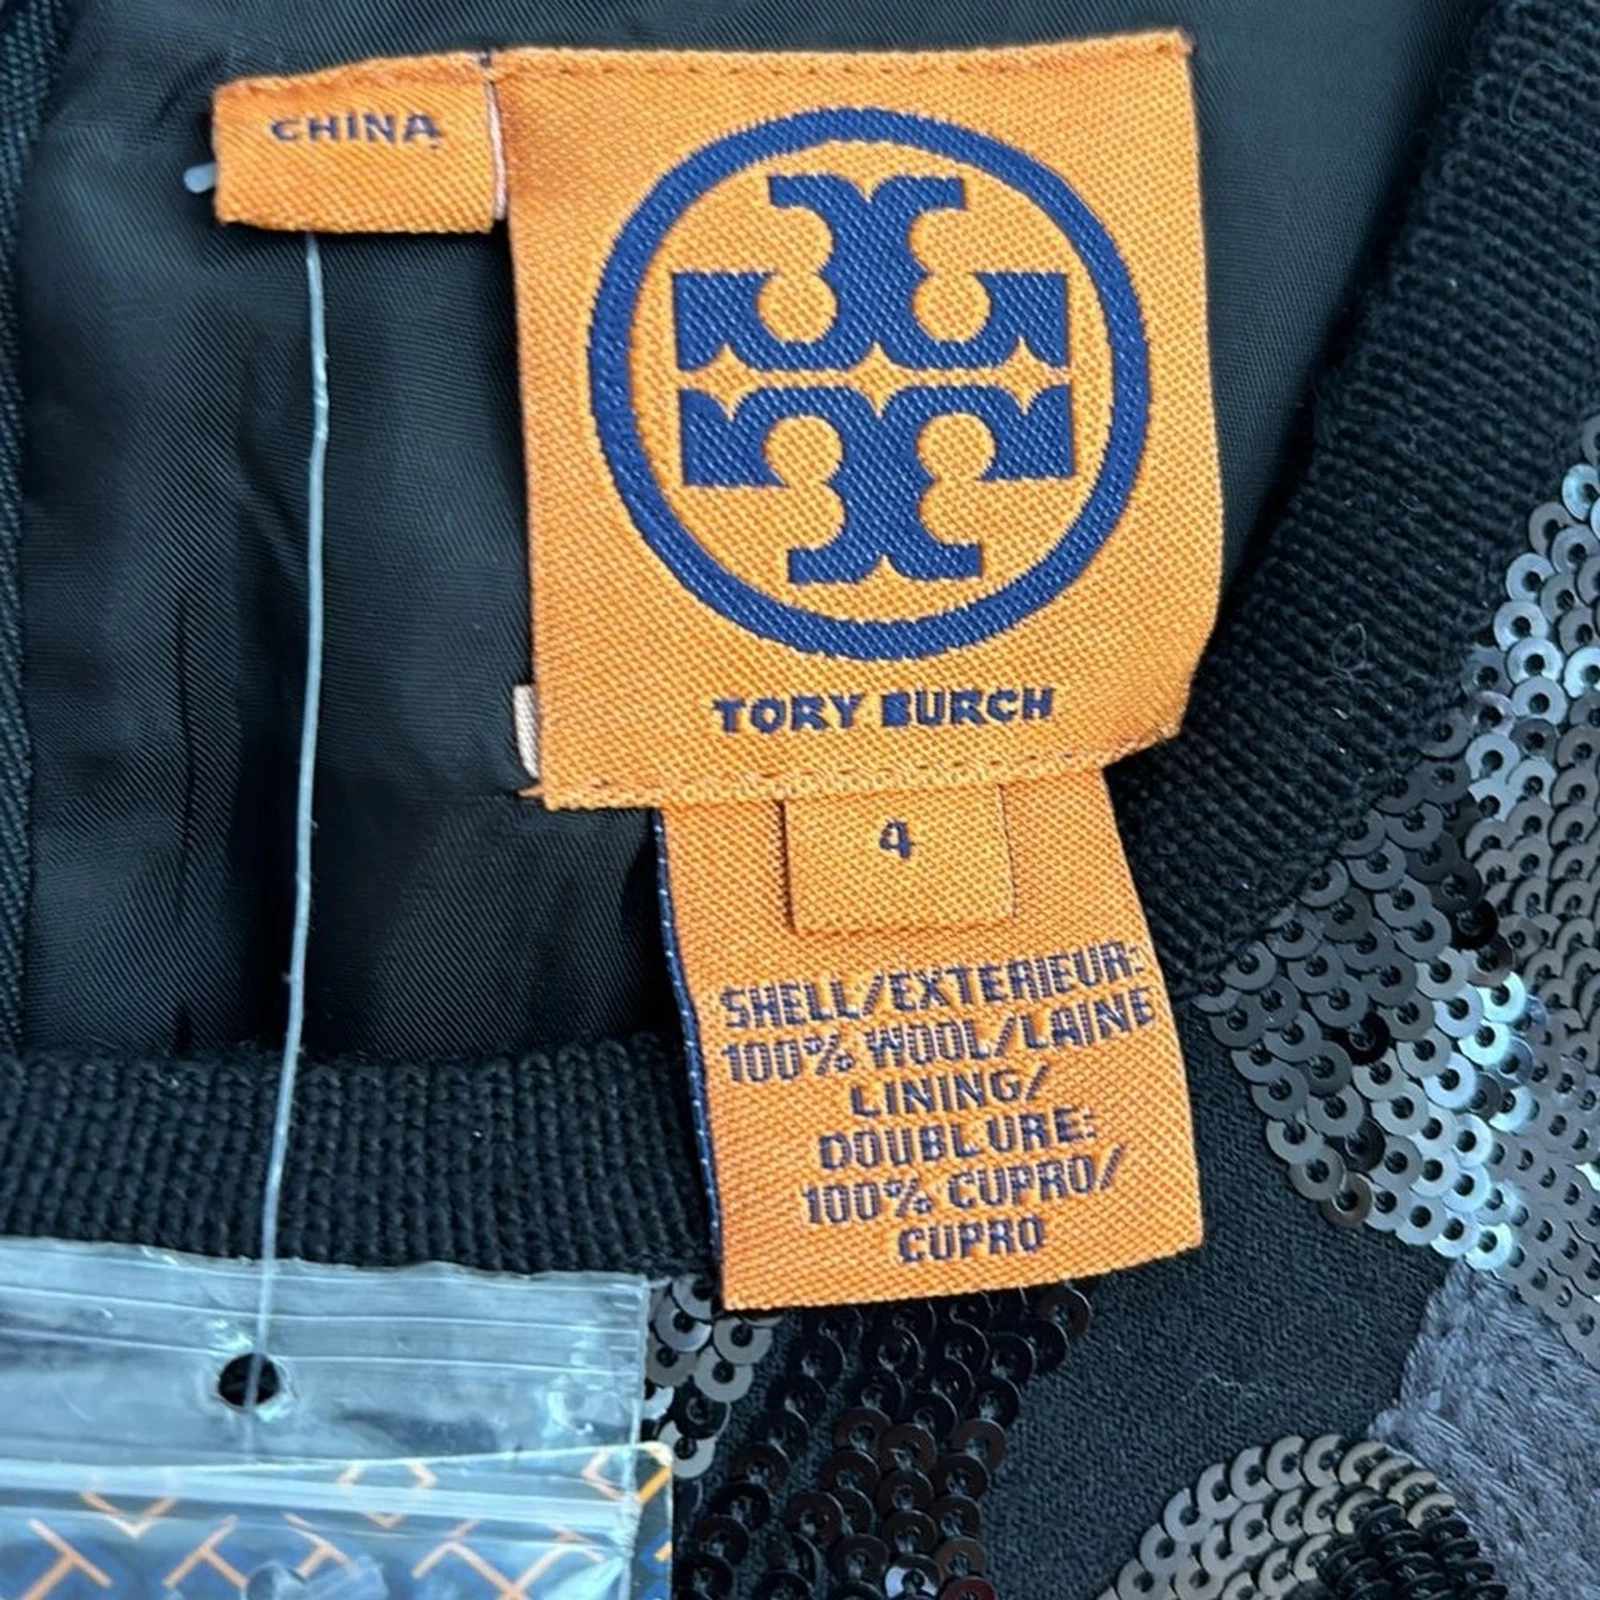 CHINA
TORY BURCH
4
SHELL/EXTERIEUR:
100% WOOL/LAINE
LINING/
DOUBLURE:
100% CUPRO/
CUPRO